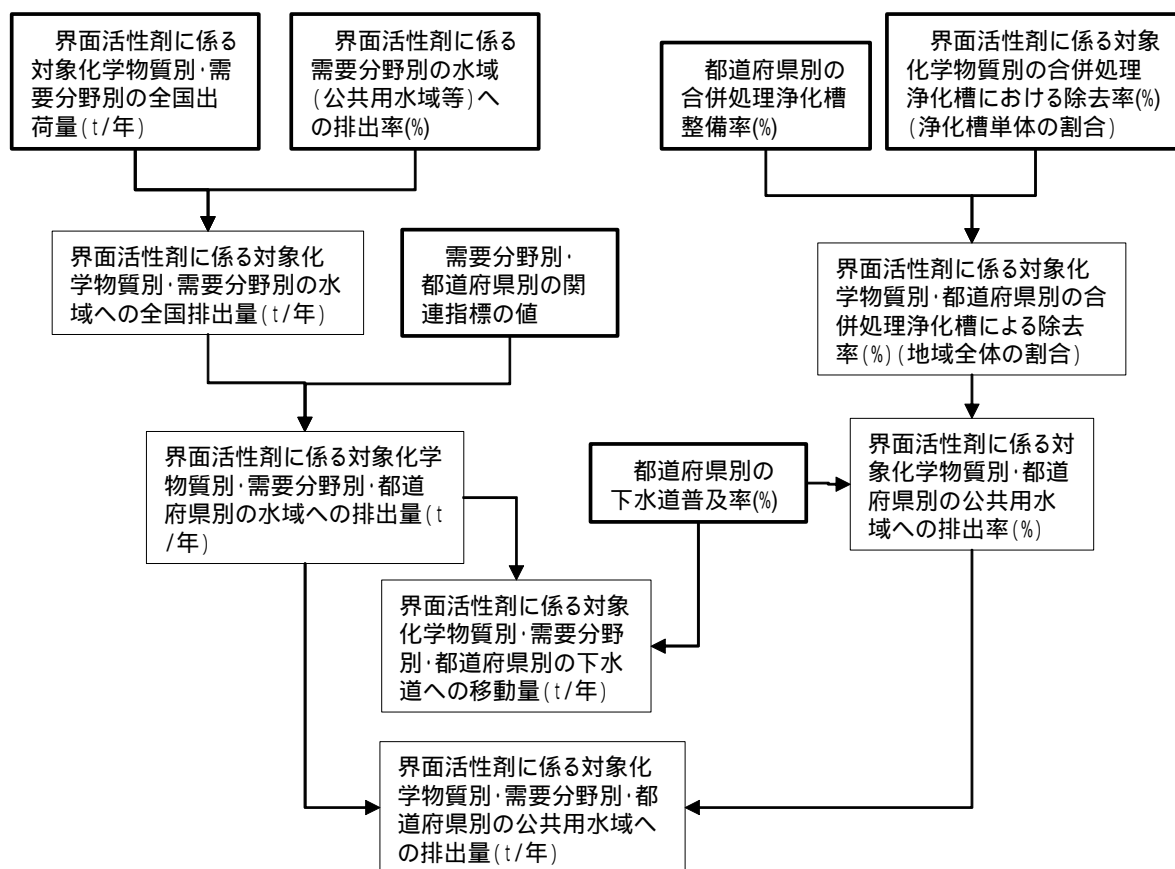 界面活性剤に係る
対象化学物質別･需
要分野別の全国出
荷量(t/年)
界面活性剤に係る
需要分野別の水域
(公共用水域等)へ
の排出率(%)
都道府県別の
合併処理浄化槽
整備率(%)
界面活性剤に係る対象
化学物質別の合併処理
浄化槽における除去率(%)
(浄化槽単体の割合)
界面活性剤に係る対象化
学物質別･需要分野別の水
域への全国排出量(t/年)
需要分野別･
都道府県別の関
連指標の値
界面活性剤に係る対象化
学物質別･都道府県別の合
併処理浄化槽による除去
率(%)(地域全体の割合)
界面活性剤に係る対象化学
物質別･需要分野別･都道
府県別の水域への排出量(t
/年)
都道府県別の
下水道普及率(%)
界面活性剤に係る対
象化学物質別･都道
府県別の公共用水
域への排出率(%)
界面活性剤に係る対象
化学物質別･需要分野
別･都道府県別の下水
道への移動量(t/年)
界面活性剤に係る対象化
学物質別･需要分野別･都
道府県別の公共用水域へ
の排出量(t/年)